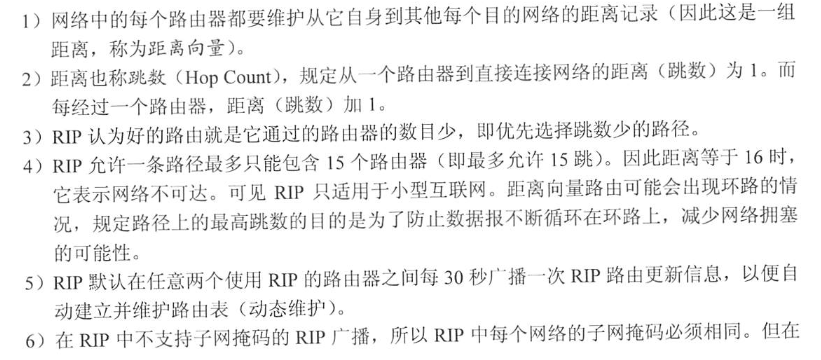 1）网络中的每个路由器都要维护从它自身到其他每个目的网络的距离记录（因此这是一组
距离，称为距离向量）。
2）距离也称跳数（Hop Count），规定从一个路由器到直接连接网络的距离（跳数）为 1。而
每经过一个路由器，距离（跳数）加 1。
3）RIP 认为好的路由就是它通过的路由器的数目少，即优先选择跳数少的路径。
4）RIP 允许一条路径最多只能包含 15 个路由器（即最多允许 15 跳）。因此距离等于 16 时，
它表示网络不可达。可见 RIP 只适用于小型互联网。距离向量路由可能会出现环路的情
况，规定路径上的最高跳数的目的是为了防止数据报不断循环在环路上，减少网络拥塞
的可能性。
5）RIP 默认在任意两个使用 RIP 的路由器之间每 30 秒广播一次 RIP 路由更新信息，以便自
动建立并维护路由表（动态维护）。
6）在 RIP 中不支持子网掩码的 RIP 广播，所以 RIP 中每个网络的子网掩码必须相同。但在